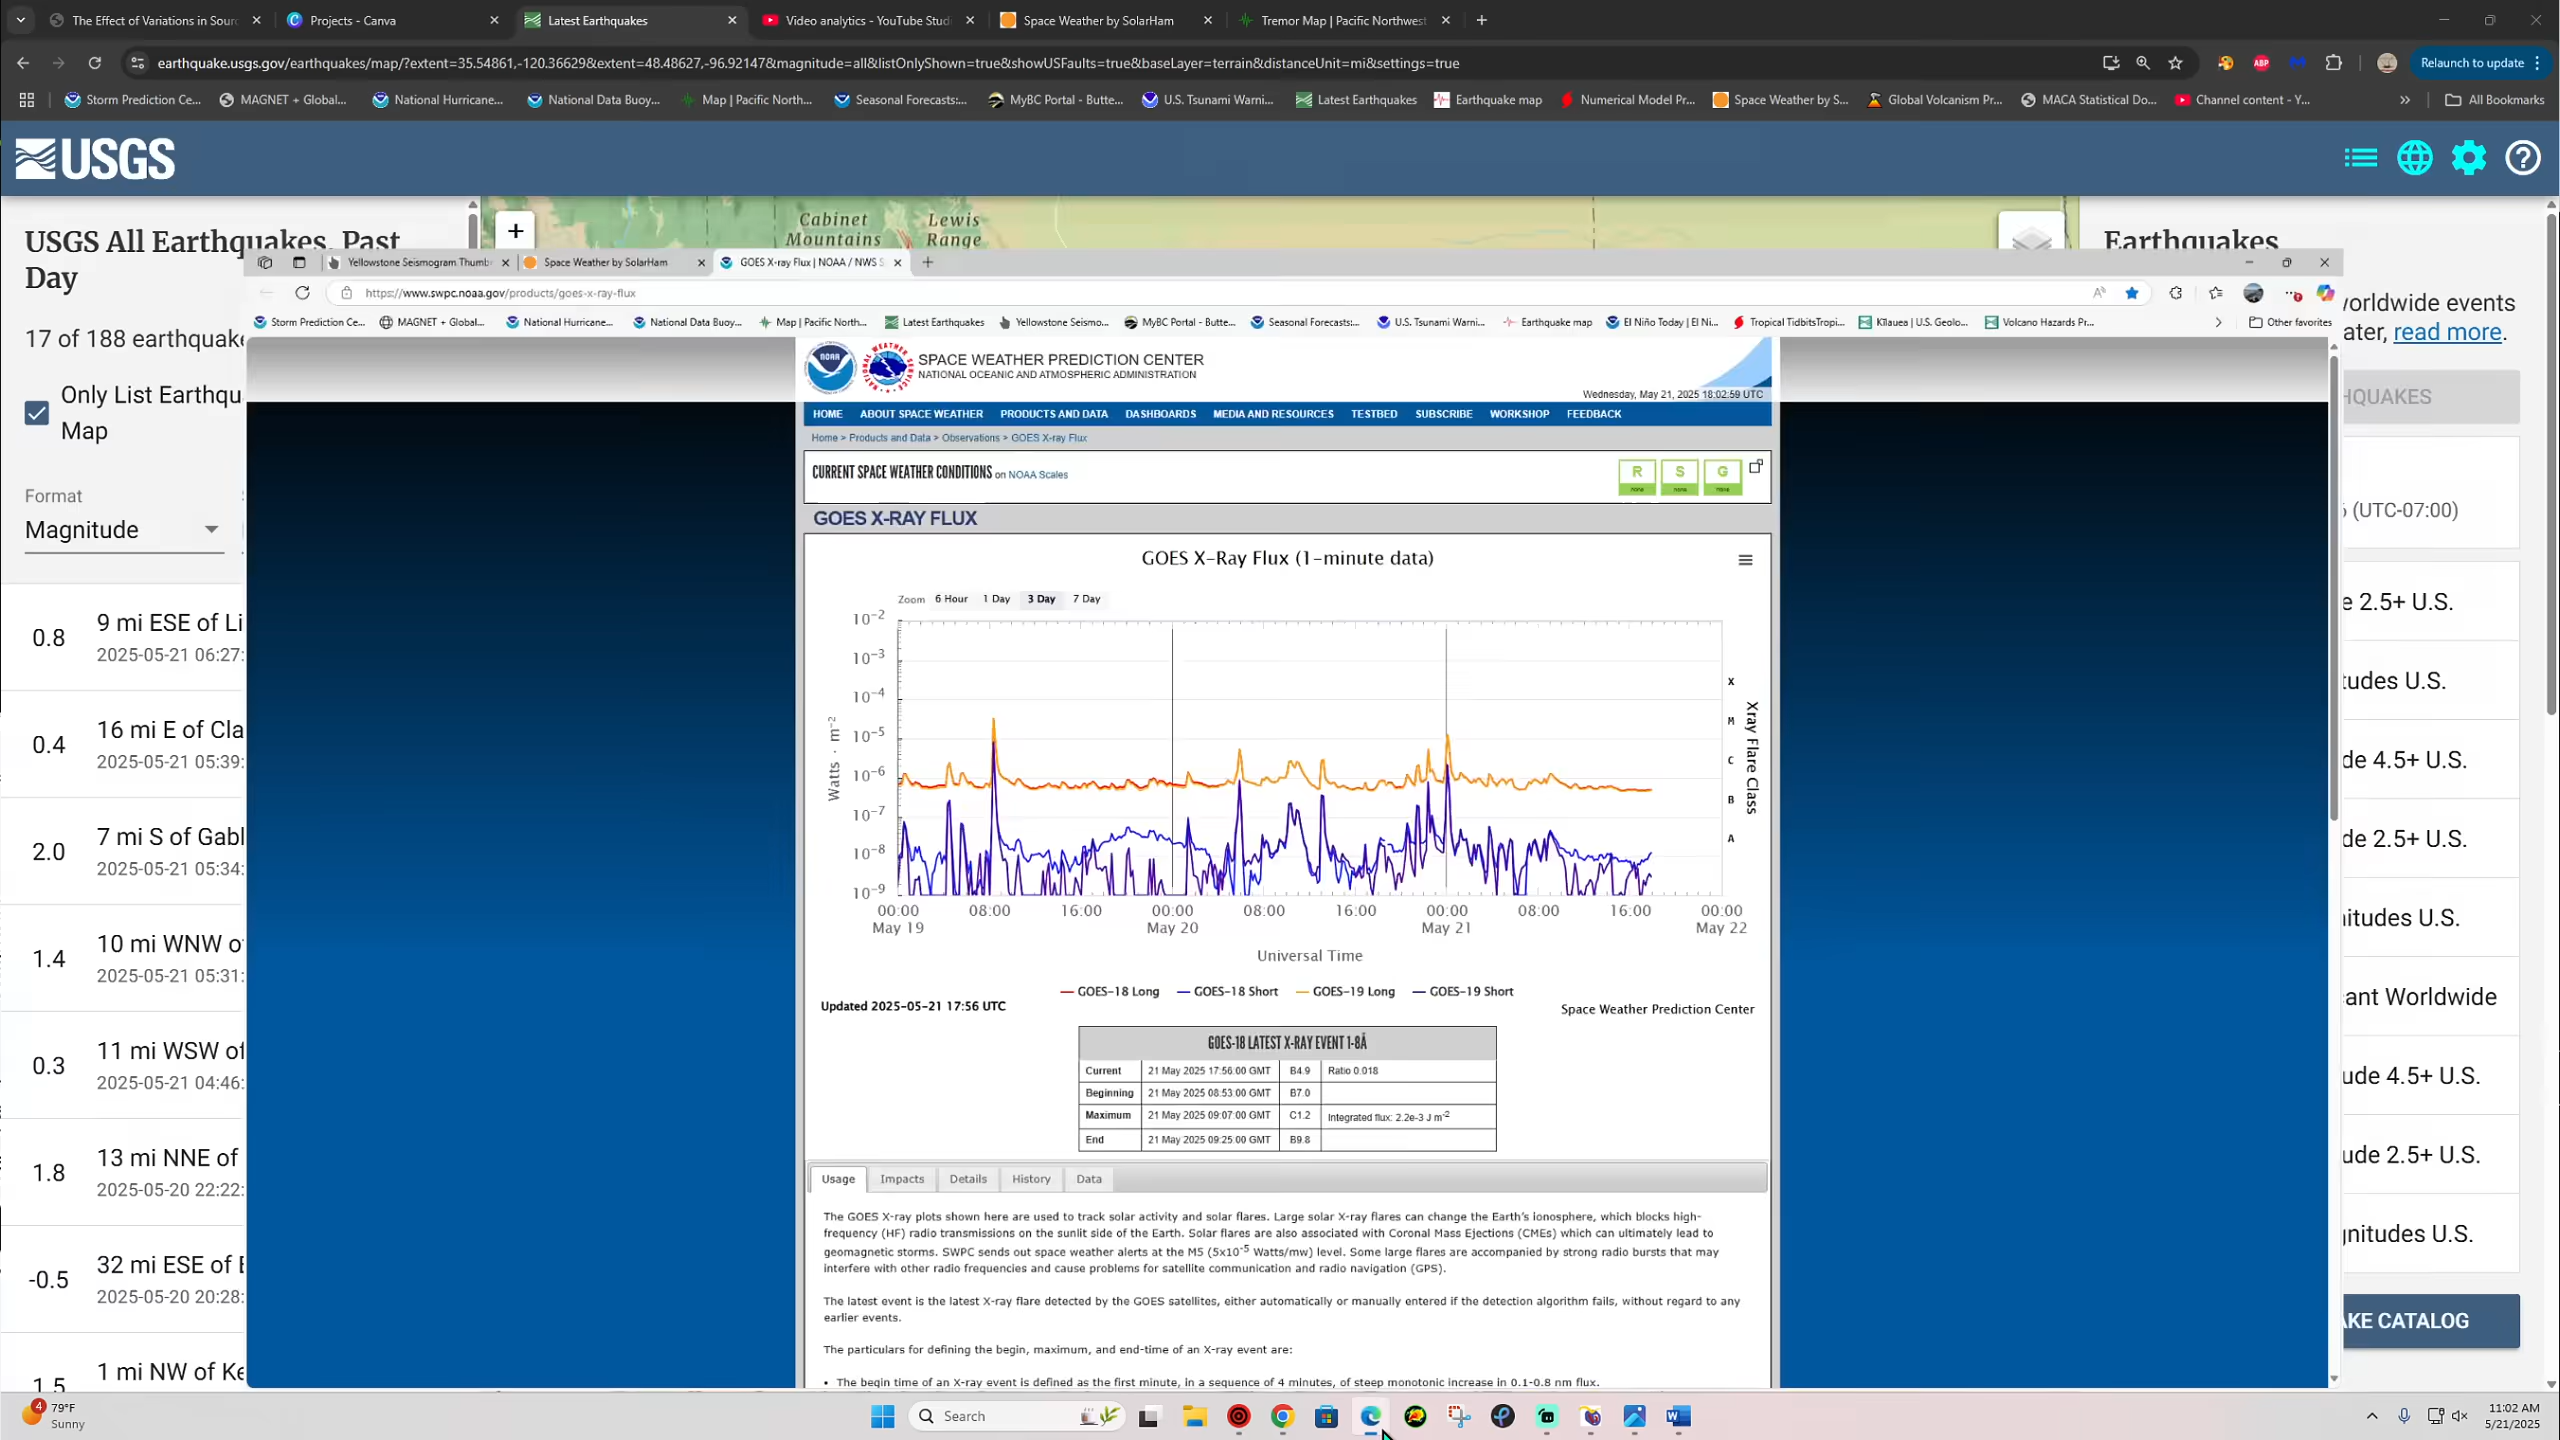 The Effect of Variations in Sour
Projects - Canva
Latest Earthquakes
Video analytics - YouTube Studi
Space Weather by SolarHam
Tremor Map | Pacific Northwest
earthquake.usgs.gov/earthquakes/map/?extent=35.54861,-120.36629&extent=48.48627,-96.92147&magnitude=all&listOnlyShown=true&showUSFaults=true&baseLayer=terrain&distanceUnit=mi&settings=true
ABP
Relaunch to update
Storm Prediction Ce...
MAGNET + Global...
National Hurricane...
National Data Buoy...
Map | Pacific North...
Seasonal Forecasts:...
MyBC Portal - Butte...
U.S. Tsunami Warni...
Latest Earthquakes
Earthquake map
Numerical Model Pr...
Space Weather by S...
Global Volcanism Pr...
MACA Statistical Do...
Channel content - Y...
All Bookmarks
USGS
USGS All Earthquakes, Past
Day
17 of 188 earthquake
Only List Earthqu
Map
Format
Magnitude
0.8
9 mi ESE of Li
2025-05-21 06:27:
0.4
16 mi E of Cla
2025-05-21 05:39:
2.0
7 mi S of Gabl
2025-05-21 05:34:
1.4
10 mi WNW o
2025-05-21 05:31:
0.3
11 mi WSW of
2025-05-21 04:46:
1.8
13 mi NNE of
2025-05-20 22:22:
-0.5
32 mi ESE of
2025-05-20 20:28:
1.5
1 mi NW of Ke
+
Cabinet
Mountains
Lewis
Range
Earthquakes
worldwide events
ater, read more.
HQUAKES
(UTC-07:00)
e 2.5+ U.S.
tudes U.S.
de 4.5+ U.S.
de 2.5+ U.S.
nitudes U.S.
ant Worldwide
ude 4.5+ U.S.
ude 2.5+ U.S.
gnitudes U.S.
AKE CATALOG
Yellowstone Seismogram Thumb
Space Weather by SolarHam
GOES X-ray Flux | NOAA / NWS S
https://www.swpc.noaa.gov/products/goes-x-ray-flux
Storm Prediction Ce...
MAGNET + Global...
National Hurricane...
National Data Buoy...
Map | Pacific North...
Latest Earthquakes
Yellowstone Seismo...
MyBC Portal - Butte...
Seasonal Forecasts:...
U.S. Tsunami Warni...
Earthquake map
El Niño Today | El Ni...
Tropical TidbitsTropi...
Kīlauea | U.S. Geolo...
Volcano Hazards Pr...
Other favorites
NOAA
SPACE WEATHER PREDICTION CENTER
NATIONAL OCEANIC AND ATMOSPHERIC ADMINISTRATION
Wednesday, May 21, 2025 18:02:59 UTC
HOME ABOUT SPACE WEATHER PRODUCTS AND DATA DASHBOARDS MEDIA AND RESOURCES TESTBED SUBSCRIBE WORKSHOP FEEDBACK
Home > Products and Data > Observations > GOES X-ray Flux
CURRENT SPACE WEATHER CONDITIONS on NOAA Scales
R S G
none none none
GOES X-RAY FLUX
GOES X-Ray Flux (1-minute data)
Zoom 6 Hour 1 Day 3 Day 7 Day
10-2
10-3
10-4
10-5
10-6
10-7
10-8
10-9
Watts · m-2
X
M
C
B
A
Xray Flare Class
00:00 08:00 16:00 00:00 08:00 16:00 00:00 08:00 16:00 00:00
May 19 May 20 May 21 May 22
Universal Time
GOES-18 Long GOES-18 Short GOES-19 Long GOES-19 Short
Updated 2025-05-21 17:56 UTC
Space Weather Prediction Center
GOES-18 LATEST X-RAY EVENT 1-8Å
Current 21 May 2025 17:56:00 GMT B4.9 Ratio 0.018
Beginning 21 May 2025 08:53:00 GMT B7.0
Maximum 21 May 2025 09:07:00 GMT C1.2 Integrated flux: 2.2e-3 J m-2
End 21 May 2025 09:25:00 GMT B9.8
Usage Impacts Details History Data
The GOES X-ray plots shown here are used to track solar activity and solar flares. Large solar X-ray flares can change the Earth's ionosphere, which blocks high-
frequency (HF) radio transmissions on the sunlit side of the Earth. Solar flares are also associated with Coronal Mass Ejections (CMEs) which can ultimately lead to
geomagnetic storms. SWPC sends out space weather alerts at the M5 (5x10-5 Watts/mw) level. Some large flares are accompanied by strong radio bursts that may
interfere with other radio frequencies and cause problems for satellite communication and radio navigation (GPS).
The latest event is the latest X-ray flare detected by the GOES satellites, either automatically or manually entered if the detection algorithm fails, without regard to any
earlier events.
The particulars for defining the begin, maximum, and end-time of an X-ray event are:
• The begin time of an X-ray event is defined as the first minute, in a sequence of 4 minutes, of steep monotonic increase in 0.1-0.8 nm flux.
4
79°F
Sunny
Search
11:02 AM
5/21/2025